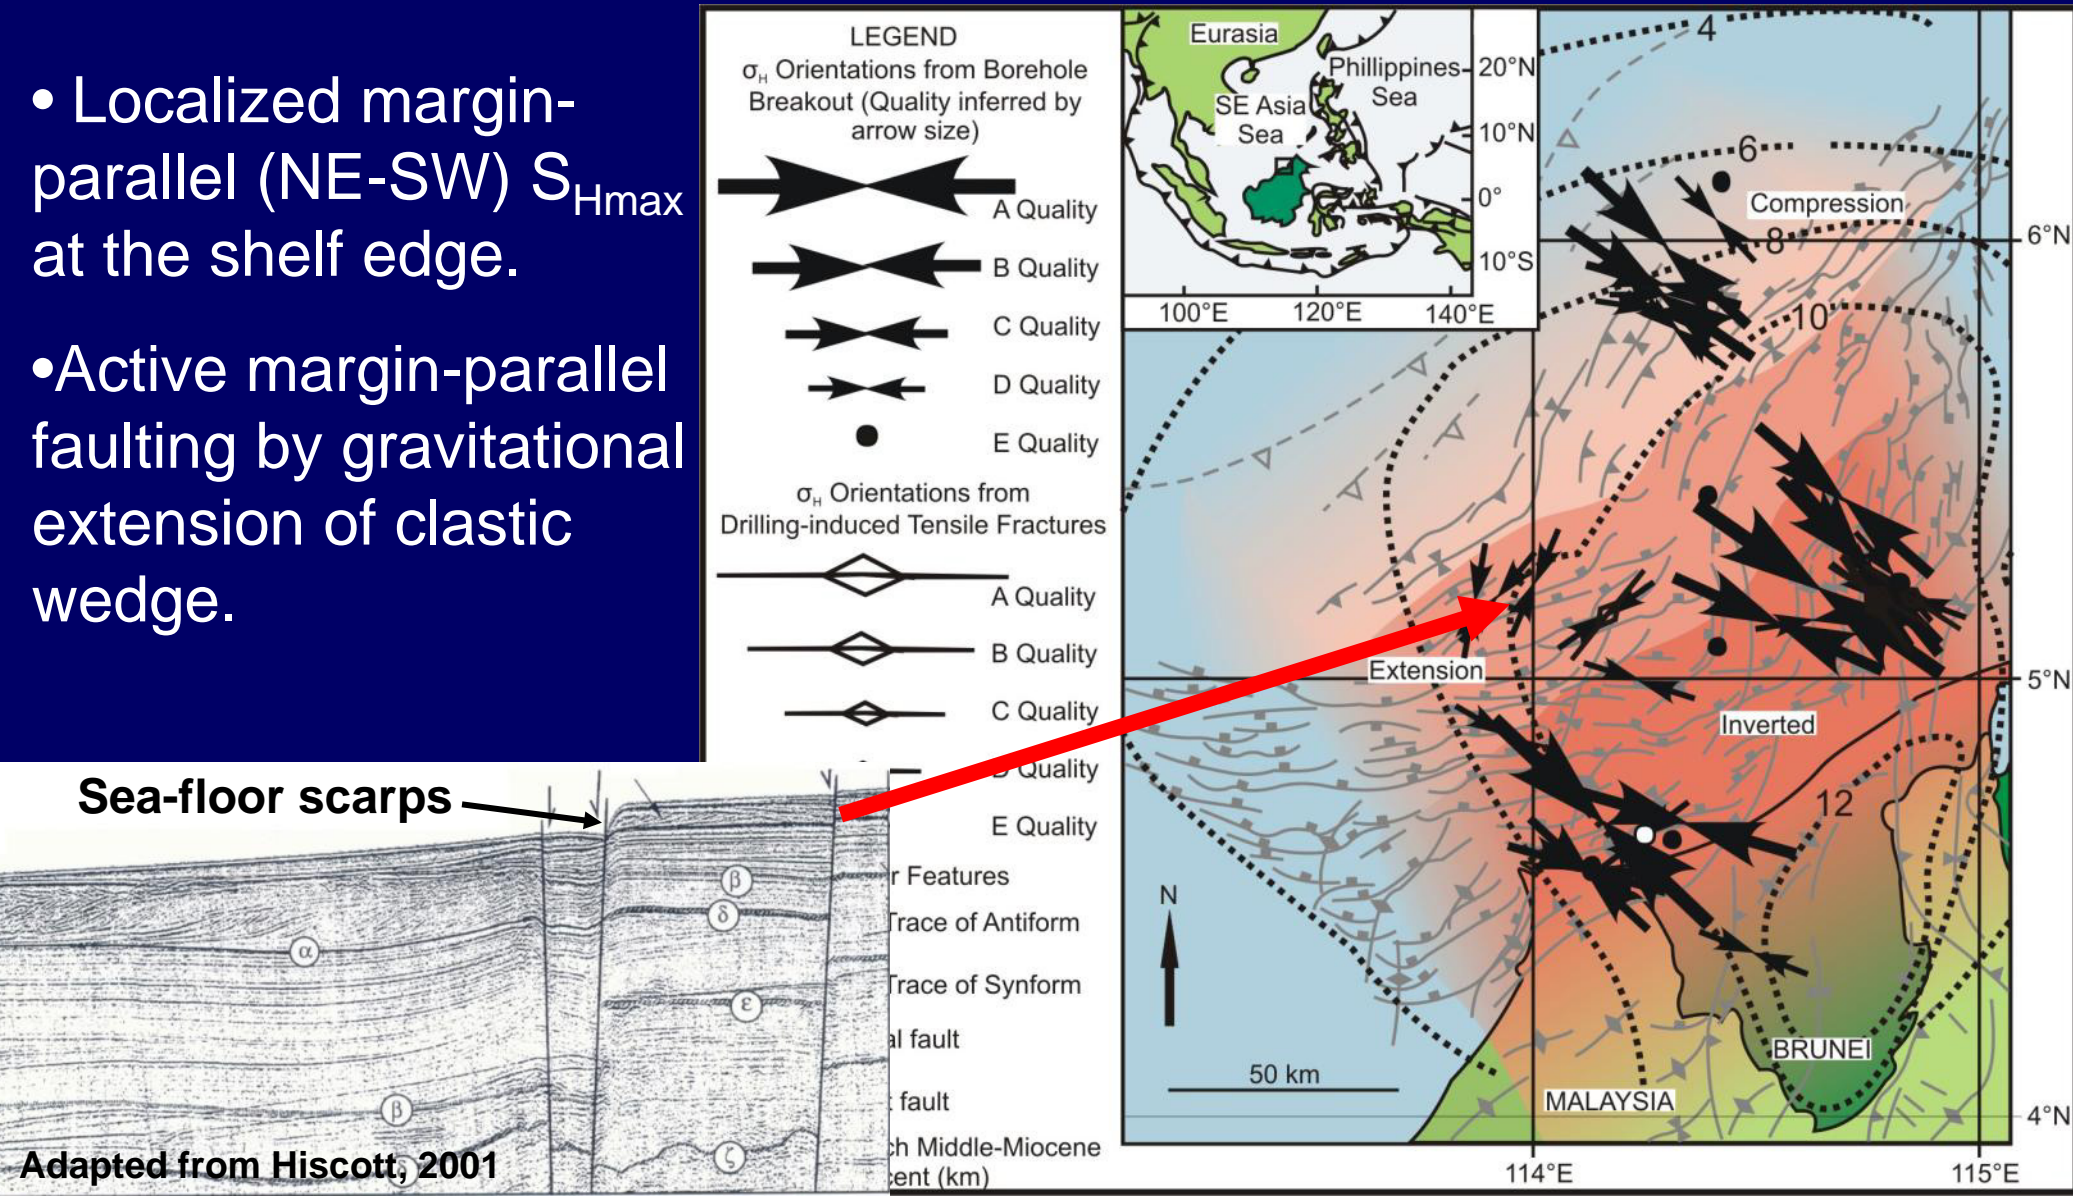 • Localized margin-
parallel (NE-SW) SHmax
at the shelf edge.
•Active margin-parallel
faulting by gravitational
extension of clastic
wedge.
LEGEND
σH Orientations from Borehole
Breakout (Quality inferred by
arrow size)
A Quality
B Quality
C Quality
D Quality
E Quality
σH Orientations from
Drilling-induced Tensile Fractures
A Quality
B Quality
C Quality
D Quality
E Quality
r Features
Trace of Antiform
Trace of Synform
al fault
t fault
ch Middle-Miocene
cent (km)
Sea-floor scarps
β
δ
α
ε
β
ζ
Adapted from Hiscott, 2001
Eurasia
Phillippines
Sea
SE Asia
Sea
20°N
10°N
0°
10°S
100°E
120°E
140°E
4
6
Compression
8
10
6°N
Extension
5°N
Inverted
12
N
50 km
BRUNEI
MALAYSIA
4°N
114°E
115°E